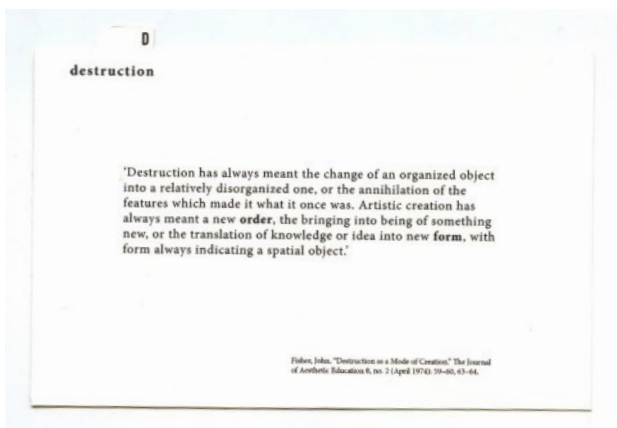 D
destruction
'Destruction has always meant the change of an organized object
into a relatively disorganized one, or the annihilation of the
features which made it what it once was. Artistic creation has
always meant a new order, the bringing into being of something
new, or the translation of knowledge or idea into new form, with
form always indicating a spatial object.'
Fisher, John. "Destruction as a Mode of Creation." The Journal
of Aesthetic Education 8, no. 2 (April 1974): 59–60, 63–64.